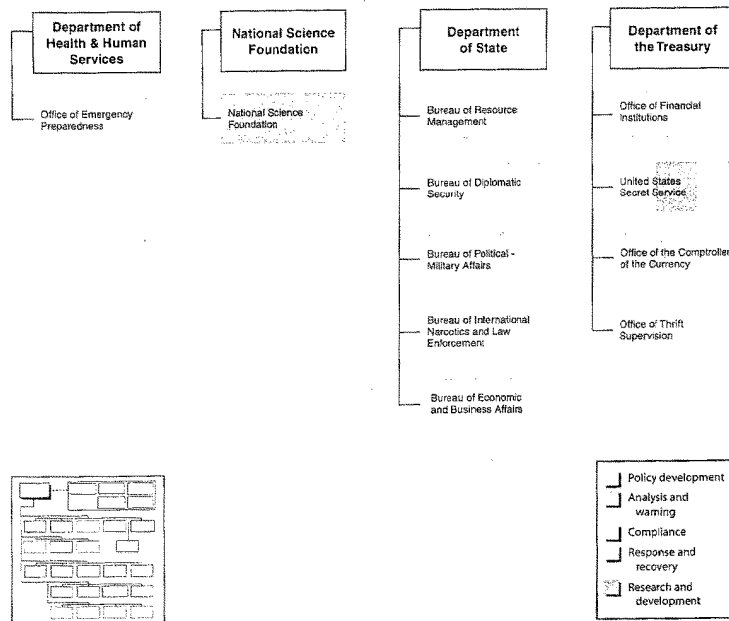 Department of
Health & Human
Services
Office of Emergency
Preparedness
National Science
Foundation
National Science
Foundation
Department
of State
Bureau of Resource
Management
Bureau of Diplomatic
Security
Bureau of Political -
Military Affairs
Bureau of International
Narcotics and Law
Enforcement
Bureau of Economic
and Business Affairs
Department of
the Treasury
Office of Financial
Institutions
United States
Secret Service
Office of the Comptroller
of the Currency
Office of Thrift
Supervision
Policy development
Analysis and
warning
Compliance
Response and
recovery
Research and
development